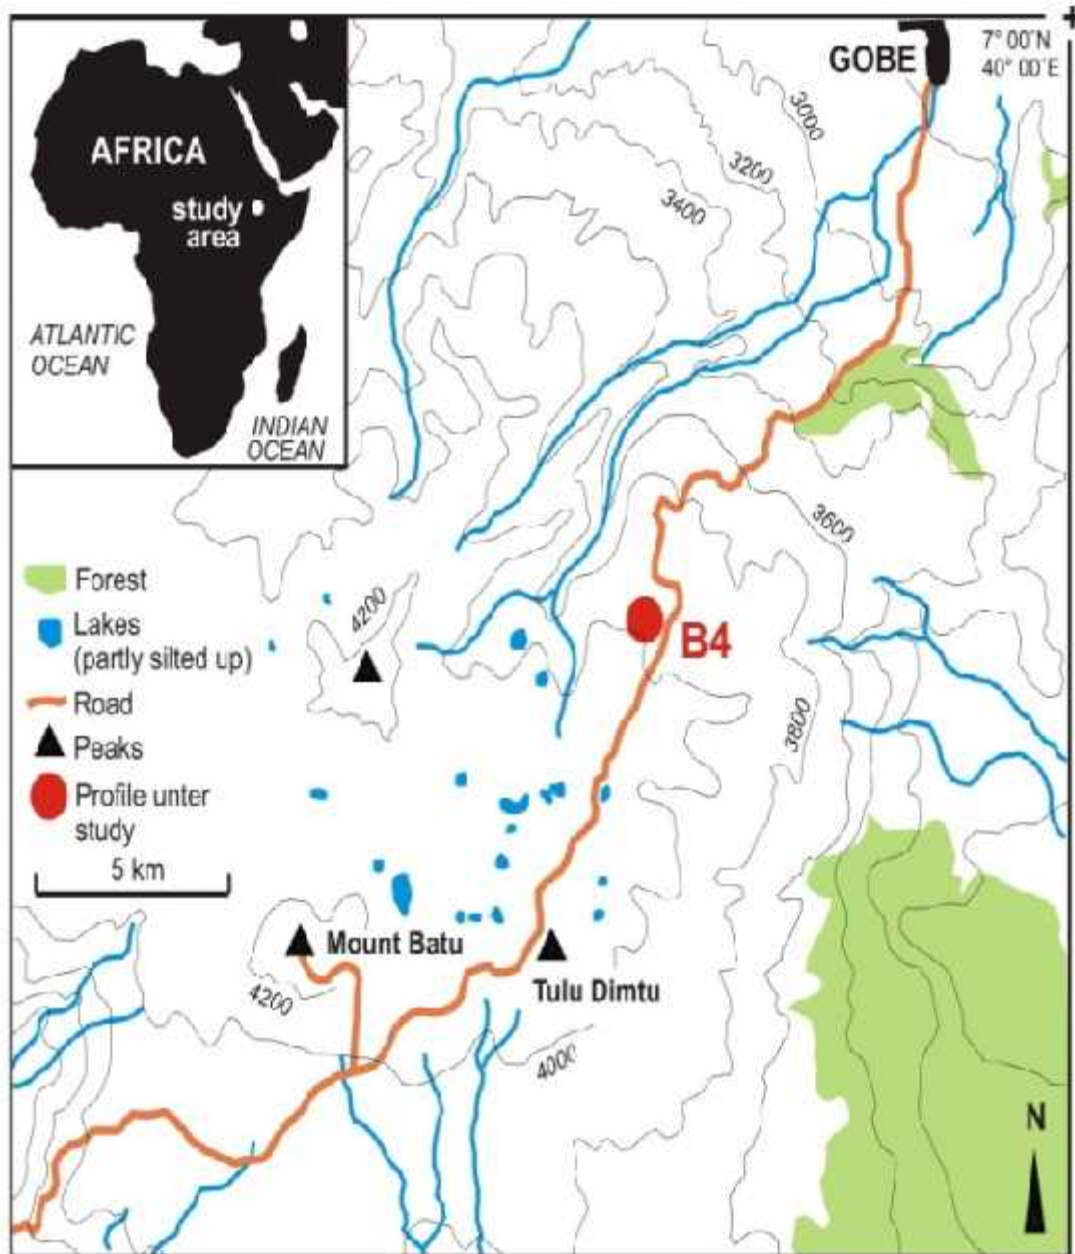 AFRICA
study
area
ATLANTIC
OCEAN
INDIAN
OCEAN
GOBE
7° 00'N
40° 00'E
3000
3200
3400
3600
Forest
Lakes
(partly silted up)
Road
Peaks
Profile unter
study
5 km
4200
B4
3800
Mount Batu
Tulu Dimtu
4200
4000
N